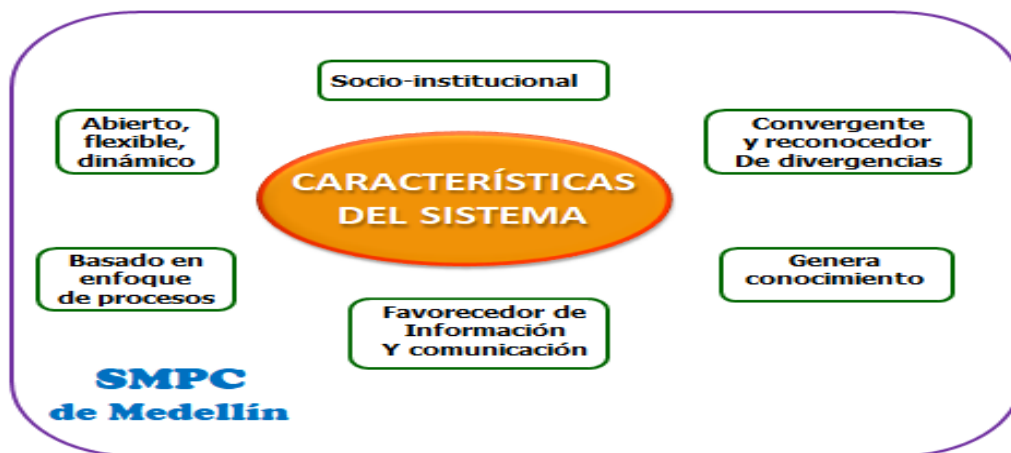 Socio-institucional
Abierto,
flexible,
dinámico
Convergente
y reconocedor
De divergencias
CARACTERÍSTICAS
DEL SISTEMA
Basado en
enfoque
de procesos
Genera
conocimiento
Favorecedor de
Información
Y comunicación
SMPC
de Medellín